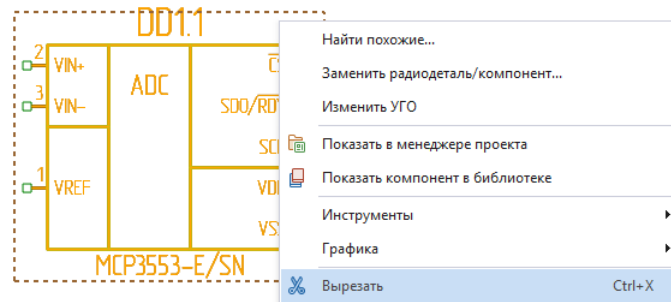 DD1.1
2 VIN+
3 VIN−
ADC
SDO/
1 VREF
MCP3553-E/SN
Найти похожие...
Заменить радиодеталь/компонент...
Изменить УГО
Показать в менеджере проекта
Показать компонент в библиотеке
Инструменты
Графика
Вырезать Ctrl+X